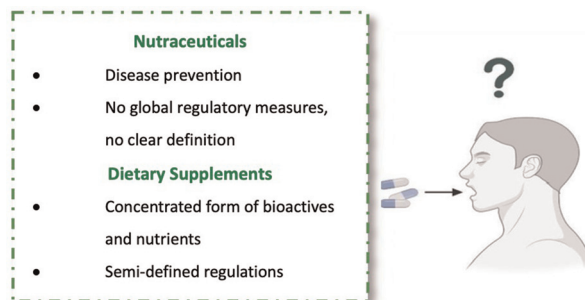 Nutraceuticals
• Disease prevention
• No global regulatory measures,
no clear definition
Dietary Supplements
• Concentrated form of bioactives
and nutrients
• Semi-defined regulations
?